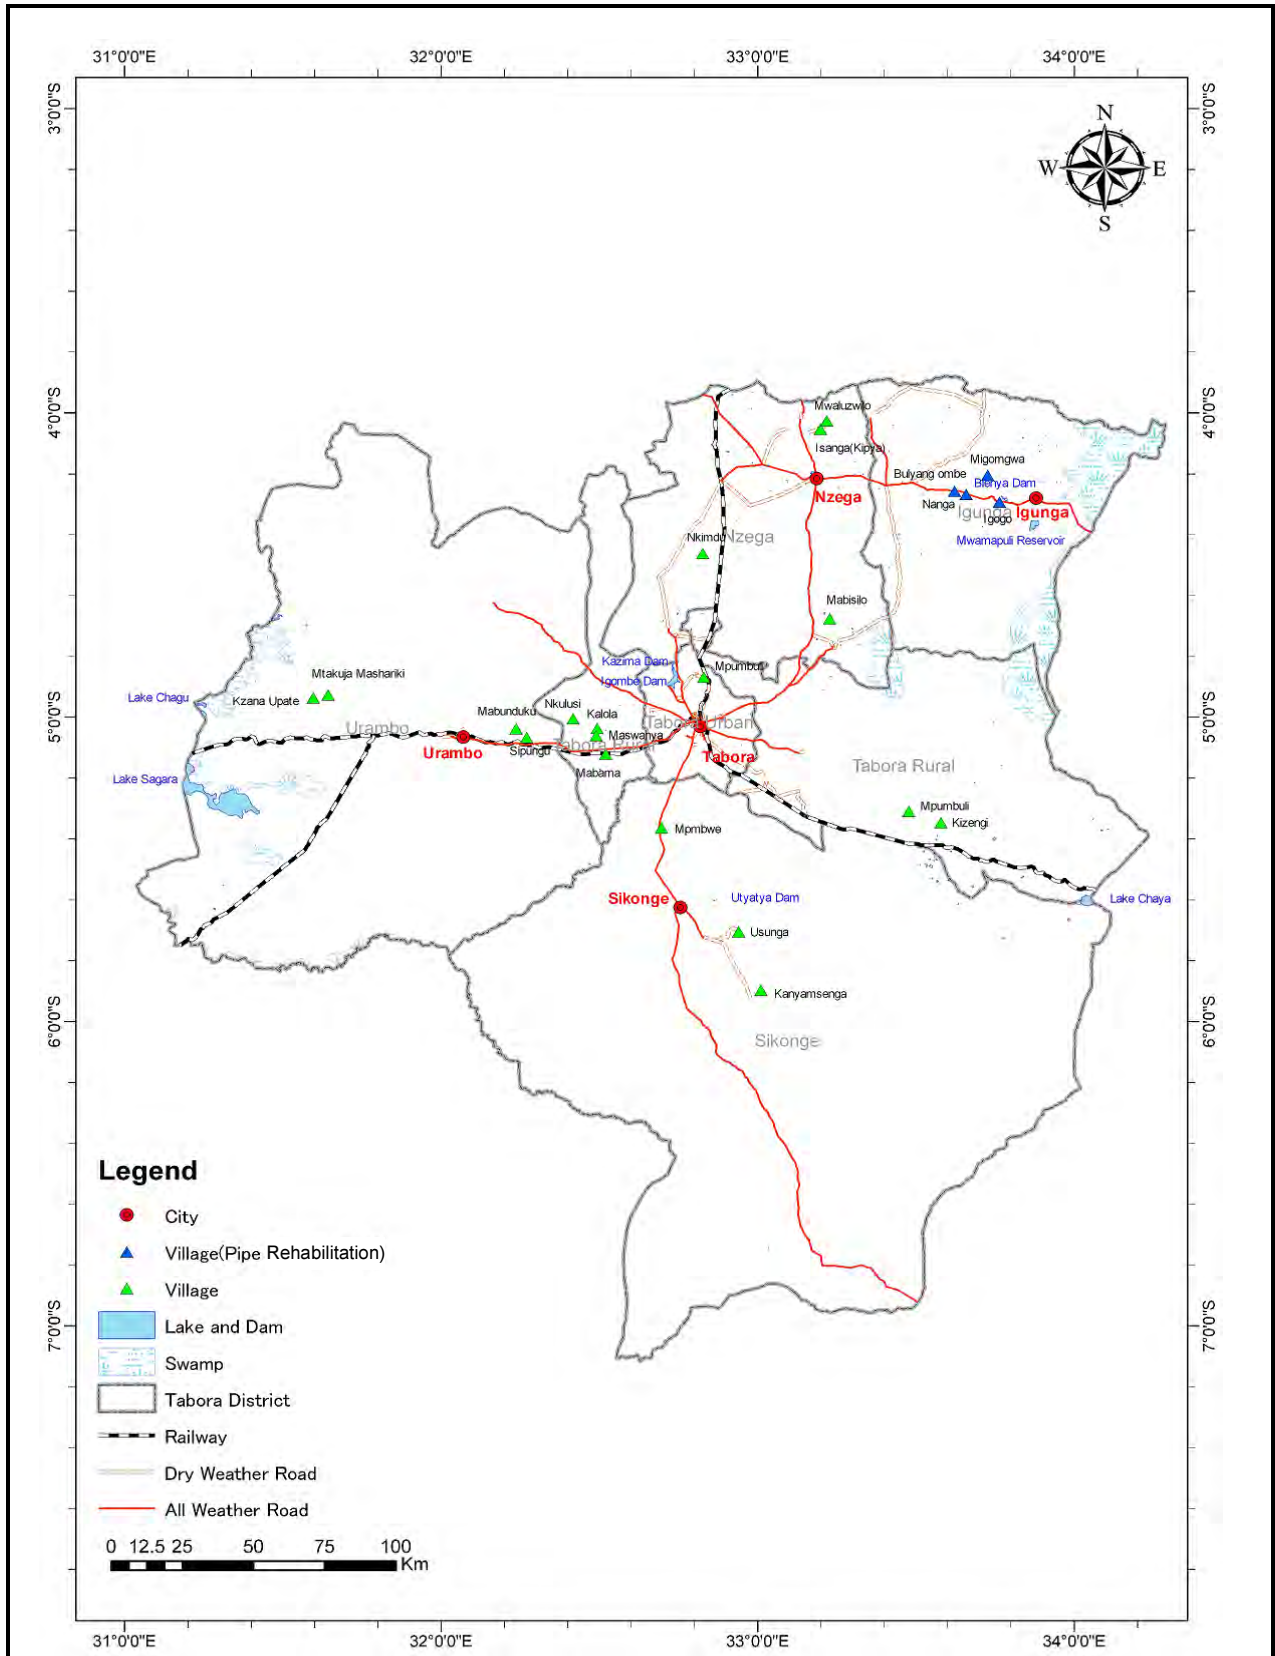 31°0'0"E 32°0'0"E 33°0'0"E 34°0'0"E
3°0'0"S 3°0'0"S
N
W E
S
4°0'0"S 4°0'0"S
Mwaluzwilo
Isanga(Kipya)
Migomgwa
Bulyang ombe
Blenya Dam
Nzega
Nanga
Igunga
Igogo
Igunga
Nkimdu
Nzega
Mwamapuli Reservoir
Mabisilo
Kazima Dam
Mpumbuli
Igombe Dam
Mtakuja Mashariki
Lake Chagu
Kzana Upate
Nkulusi
Mabunduku
Kalola
5°0'0"S 5°0'0"S
Urambo
Tabora Urban
Maswanya
Urambo
Sipungu
Tabora Rural
Tabora
Tabora Rural
Mabama
Lake Sagara
Mpumbuli
Kizengi
Mpmbwe
Sikonge
Utyatya Dam
Lake Chaya
Usunga
Kanyamsenga
6°0'0"S 6°0'0"S
Sikonge
Legend
City
Village(Pipe Rehabilitation)
Village
7°0'0"S 7°0'0"S
Lake and Dam
Swamp
Tabora District
Railway
Dry Weather Road
All Weather Road
0 12.5 25 50 75 100
Km
31°0'0"E 32°0'0"E 33°0'0"E 34°0'0"E